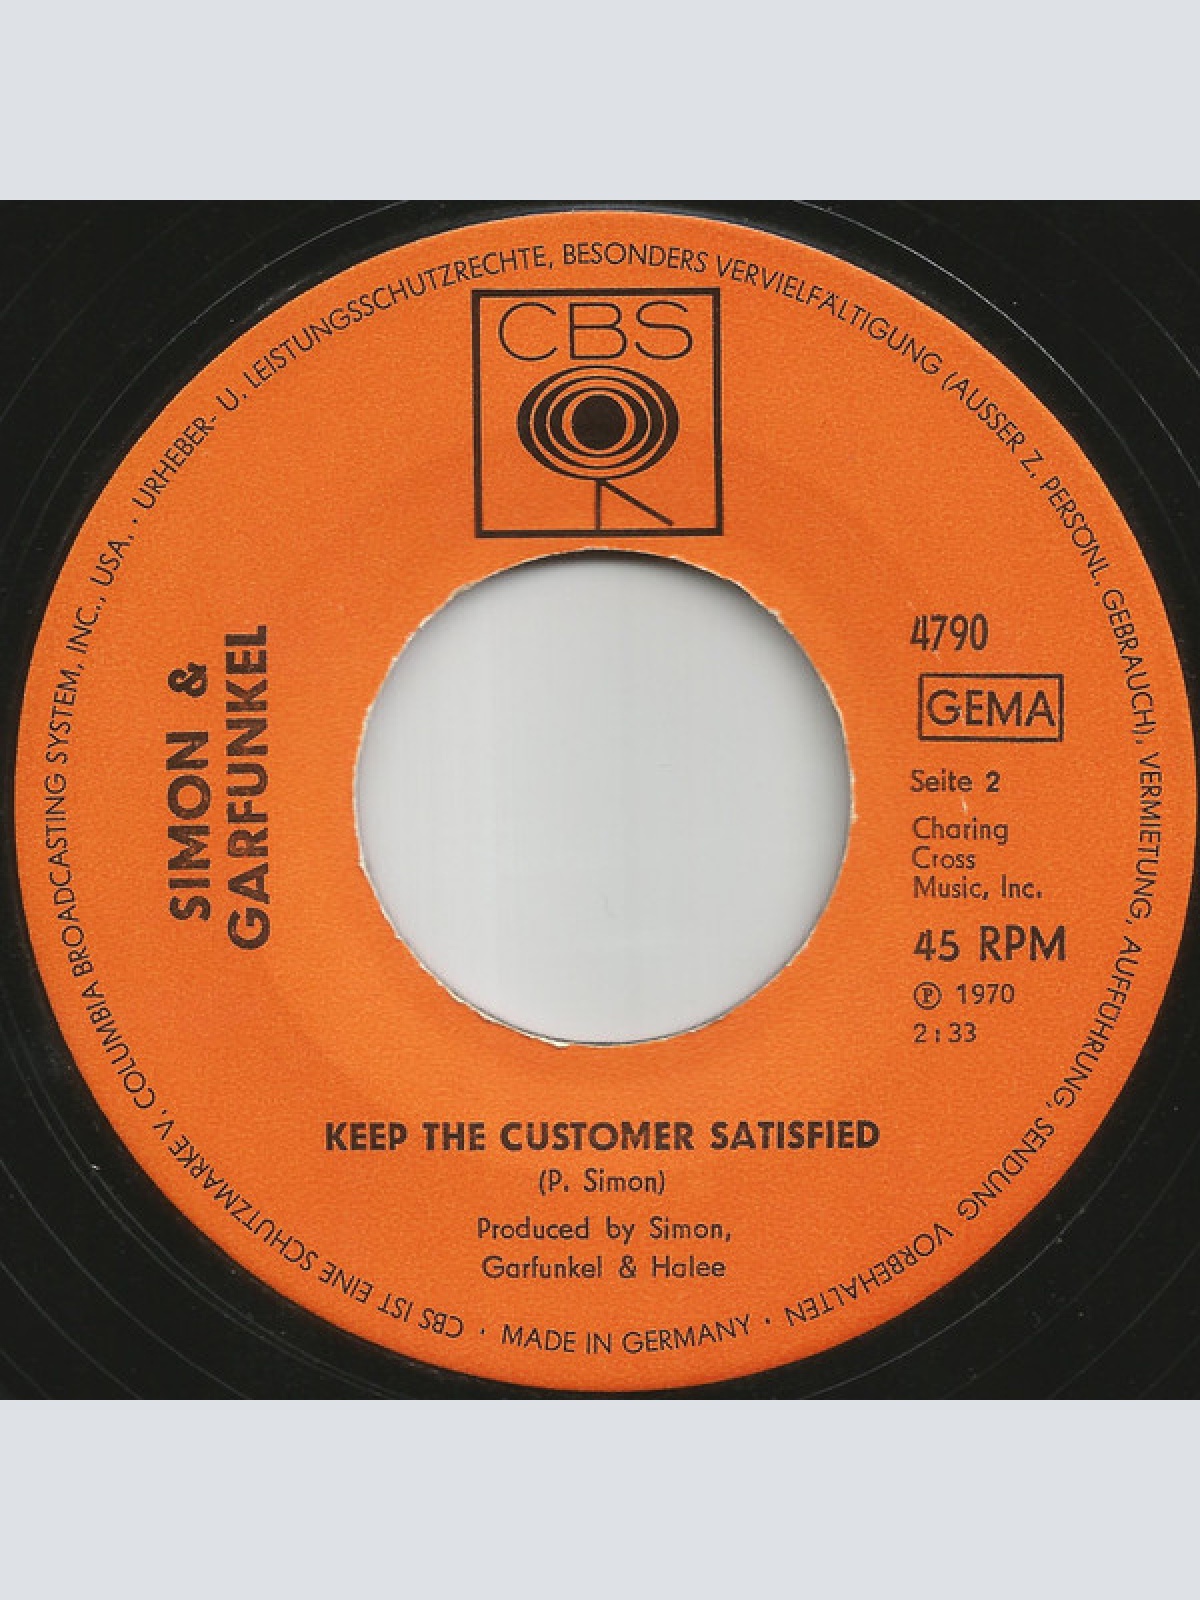 CBS
SIMON &
GARFUNKEL
4790
GEMA
Seite 2
Charing
Cross
Music, Inc.
45 RPM
Ⓟ 1970
2:33
KEEP THE CUSTOMER SATISFIED
(P. Simon)
Produced by Simon,
Garfunkel & Halee
CBS IST EINE SCHUTZMARKE V. COLUMBIA BROADCASTING SYSTEM, INC., USA. · URHEBER- U. LEISTUNGSSCHUTZRECHTE, BESONDERS VERVIELFÄLTIGUNG (AUSSER Z. PERSÖNL. GEBRAUCH), VERMIETUNG, AUFFÜHRUNG, SENDUNG VORBEHALTEN · MADE IN GERMANY ·